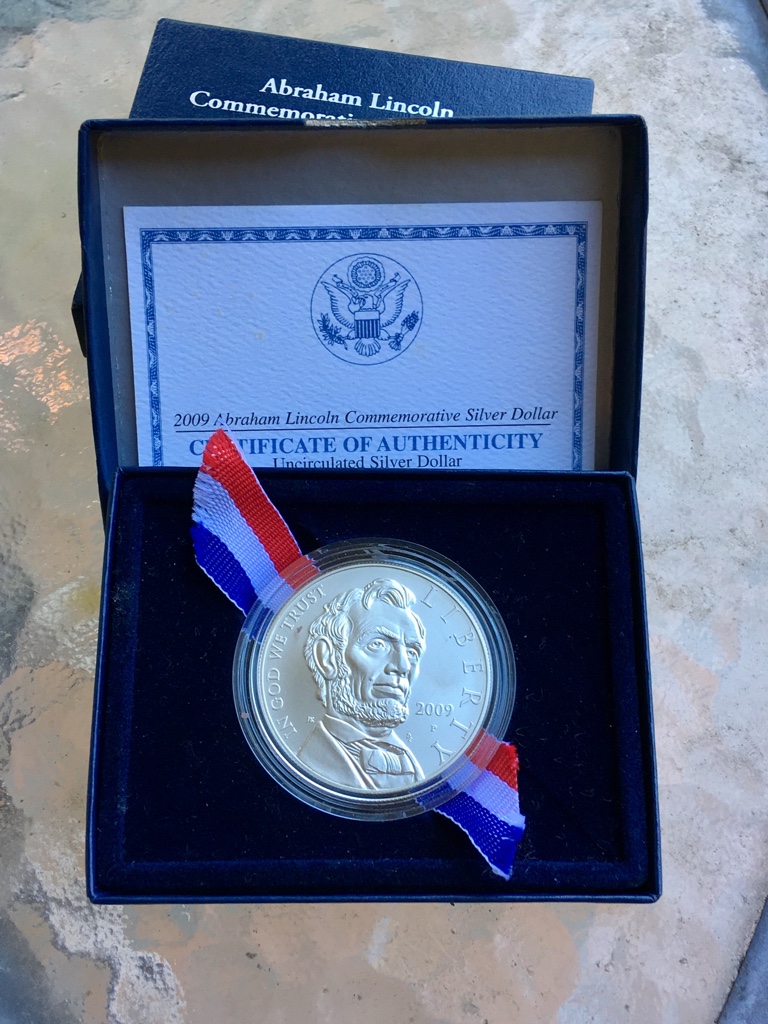 Abraham Lincoln
2009 Abraham Lincoln Commemorative Silver Dollar
CERTIFICATE OF AUTHENTICITY
Uncirculated Silver Dollar
IN GOD WE TRUST
LIBERTY
2009
P